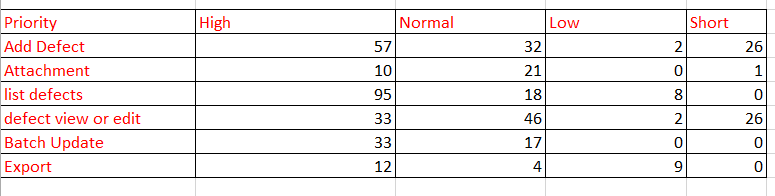 Priority High Normal Low Short
Add Defect 57 32 2 26
Attachment 10 21 0 1
list defects 95 18 8 0
defect view or edit 33 46 2 26
Batch Update 33 17 0 0
Export 12 4 9 0